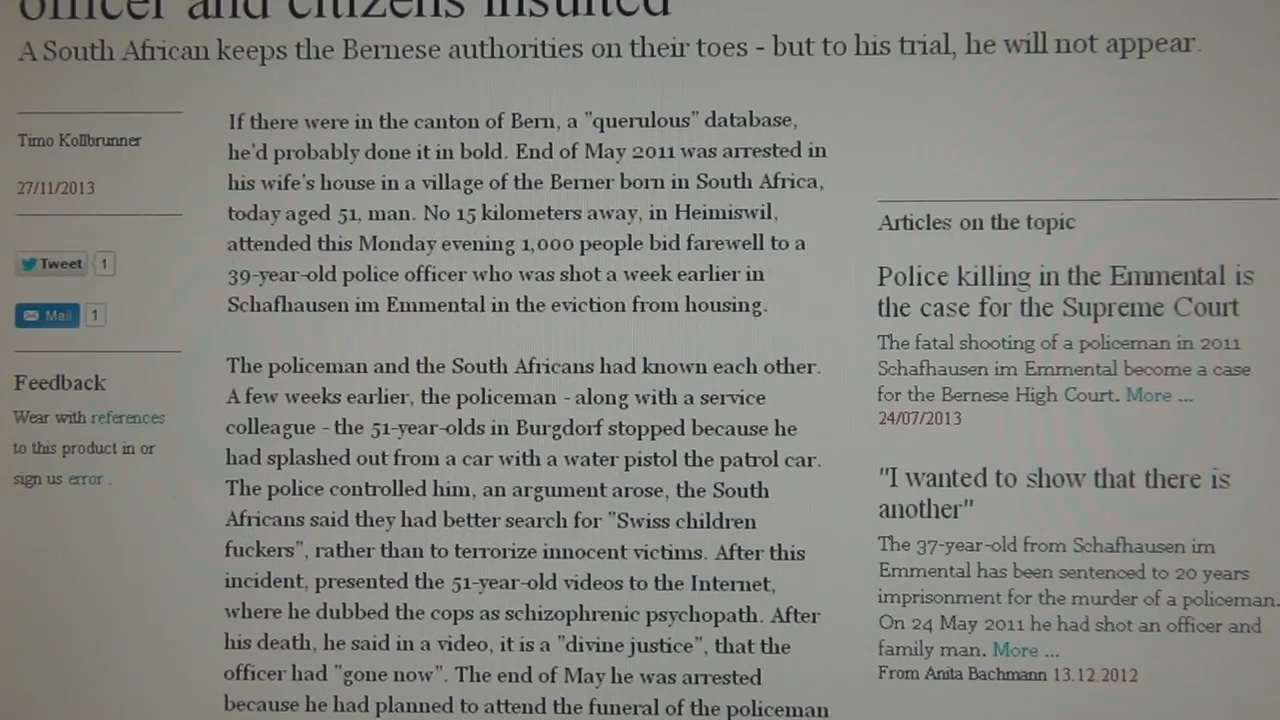 officer and citizens insulted
A South African keeps the Bernese authorities on their toes - but to his trial, he will not appear.
Timo Kollbrunner
27/11/2013
Tweet 1
Mail 1
Feedback
Wear with references
to this product in or
sign us error .
If there were in the canton of Bern, a "querulous" database,
he'd probably done it in bold. End of May 2011 was arrested in
his wife's house in a village of the Berner born in South Africa,
today aged 51, man. No 15 kilometers away, in Heimiswil,
attended this Monday evening 1,000 people bid farewell to a
39-year-old police officer who was shot a week earlier in
Schafhausen im Emmental in the eviction from housing.
The policeman and the South Africans had known each other.
A few weeks earlier, the policeman - along with a service
colleague - the 51-year-olds in Burgdorf stopped because he
had splashed out from a car with a water pistol the patrol car.
The police controlled him, an argument arose, the South
Africans said they had better search for "Swiss children
fuckers", rather than to terrorize innocent victims. After this
incident, presented the 51-year-old videos to the Internet,
where he dubbed the cops as schizophrenic psychopath. After
his death, he said in a video, it is a "divine justice", that the
officer had "gone now". The end of May he was arrested
because he had planned to attend the funeral of the policeman
Articles on the topic
Police killing in the Emmental is
the case for the Supreme Court
The fatal shooting of a policeman in 2011
Schafhausen im Emmental become a case
for the Bernese High Court. More ...
24/07/2013
"I wanted to show that there is
another"
The 37-year-old from Schafhausen im
Emmental has been sentenced to 20 years
imprisonment for the murder of a policeman.
On 24 May 2011 he had shot an officer and
family man. More ...
From Anita Bachmann 13.12.2012